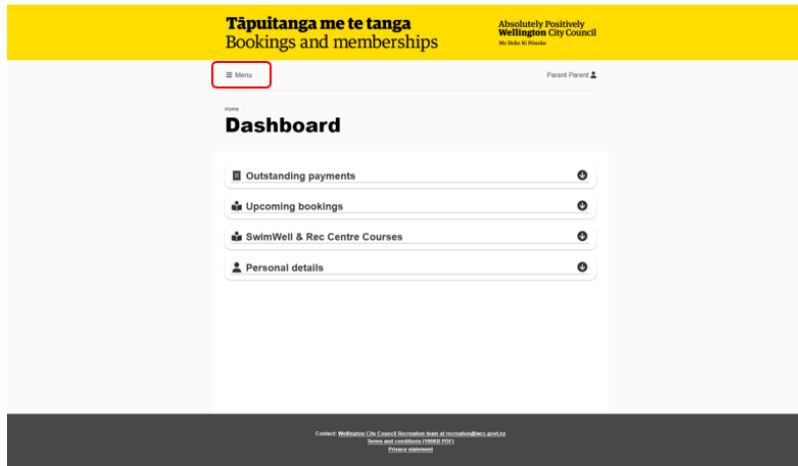 Tāpuitanga me te tanga
Bookings and memberships
Absolutely Positively
Wellington City Council
Me Heke Ki Pōneke
Menu
Parent Parent
Home
Dashboard
Outstanding payments
Upcoming bookings
SwimWell & Rec Centre Courses
Personal details
Contact: Wellington City Council Recreation team at recreation@wcc.govt.nz
Terms and conditions (196KB PDF)
Privacy statement